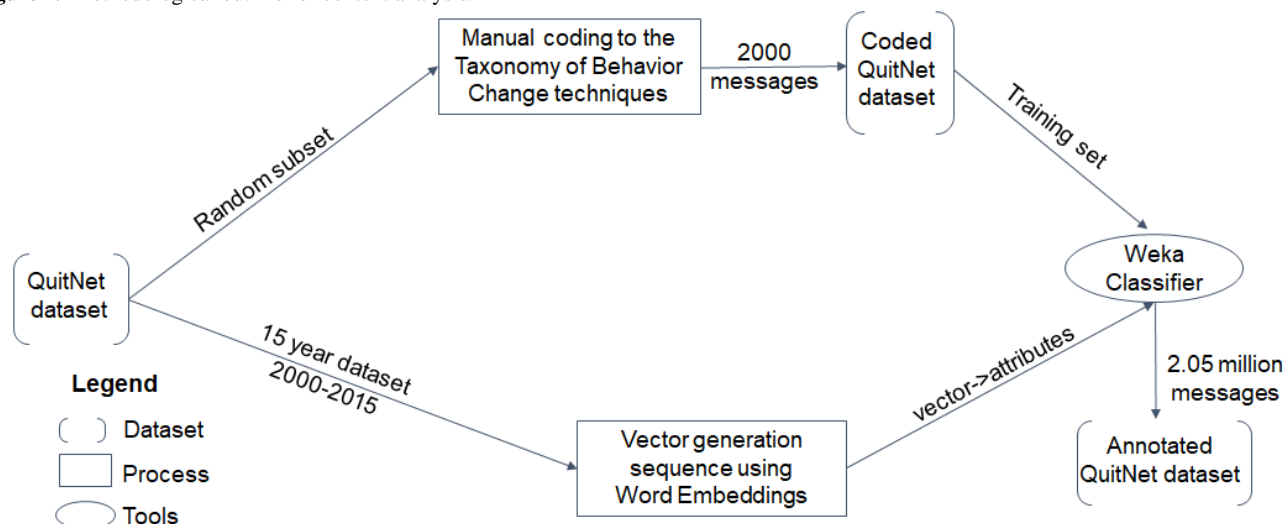 Manual coding to the
Taxonomy of Behavior
Change techniques
2000
messages
Coded
QuitNet
dataset
Random subset
Training set
QuitNet
dataset
Weka
Classifier
15 year dataset
2000-2015
vector->attributes
2.05 million
messages
Legend
Dataset
Process
Tools
Vector generation
sequence using
Word Embeddings
Annotated
QuitNet dataset